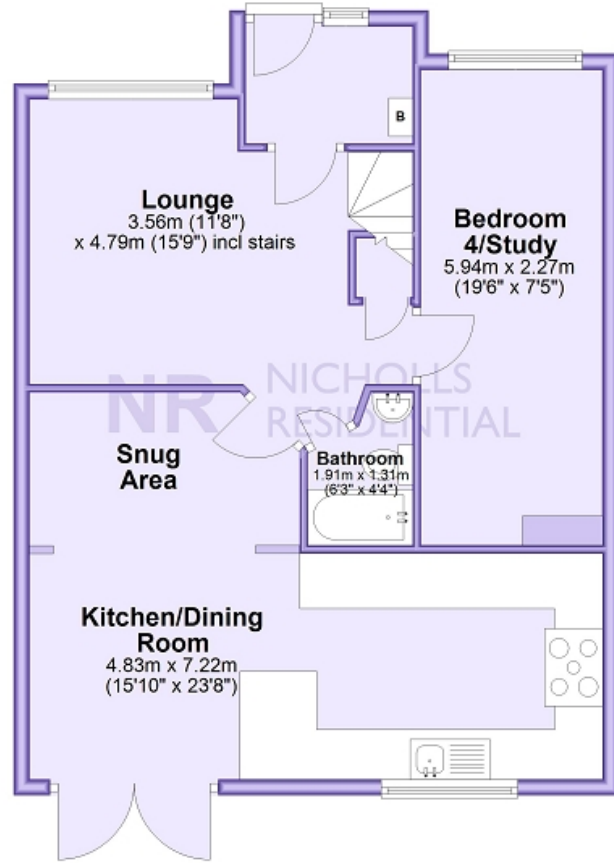 B
Lounge
3.56m (11'8")
x 4.79m (15'9") incl stairs
Bedroom
4/Study
5.94m x 2.27m
(19'6" x 7'5")
NR NICHOLLS
RESIDENTIAL
Snug
Area
Bathroom
1.91m x 1.31m
(6'3" x 4'4")
Kitchen/Dining
Room
4.83m x 7.22m
(15'10" x 23'8")